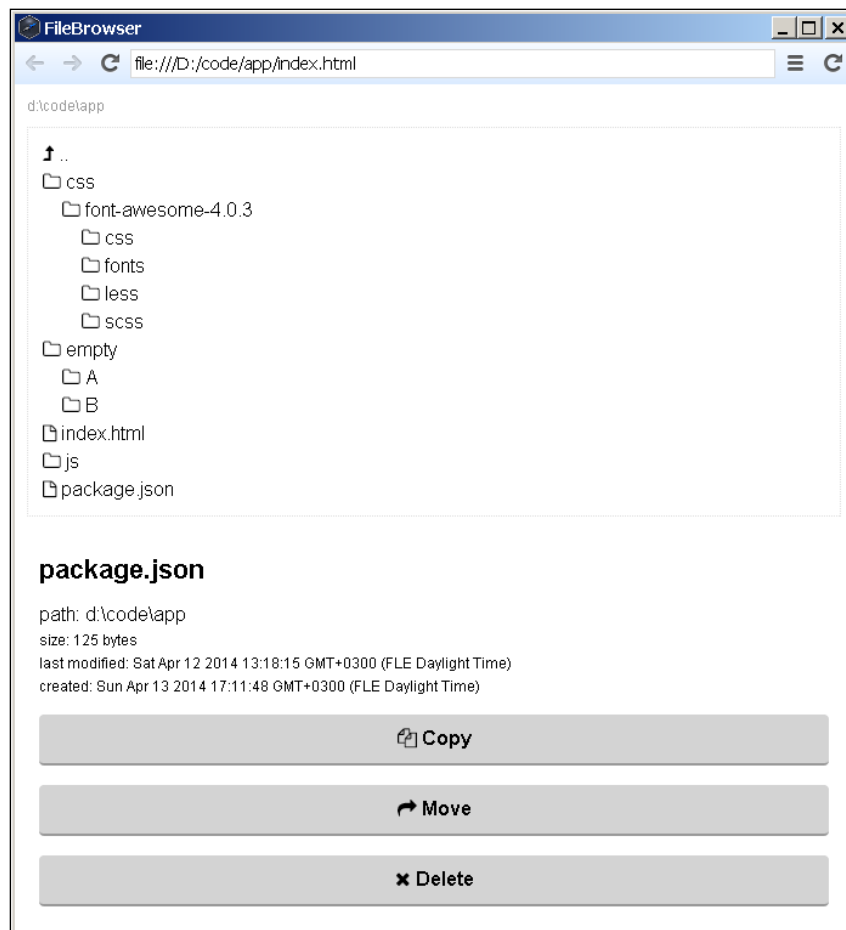 FileBrowser
file:///D:/code/app/index.html
d:\code\app
..
css
font-awesome-4.0.3
css
fonts
less
scss
empty
A
B
index.html
js
package.json
package.json
path: d:\code\app
size: 125 bytes
last modified: Sat Apr 12 2014 13:18:15 GMT+0300 (FLE Daylight Time)
created: Sun Apr 13 2014 17:11:48 GMT+0300 (FLE Daylight Time)
Copy
Move
Delete